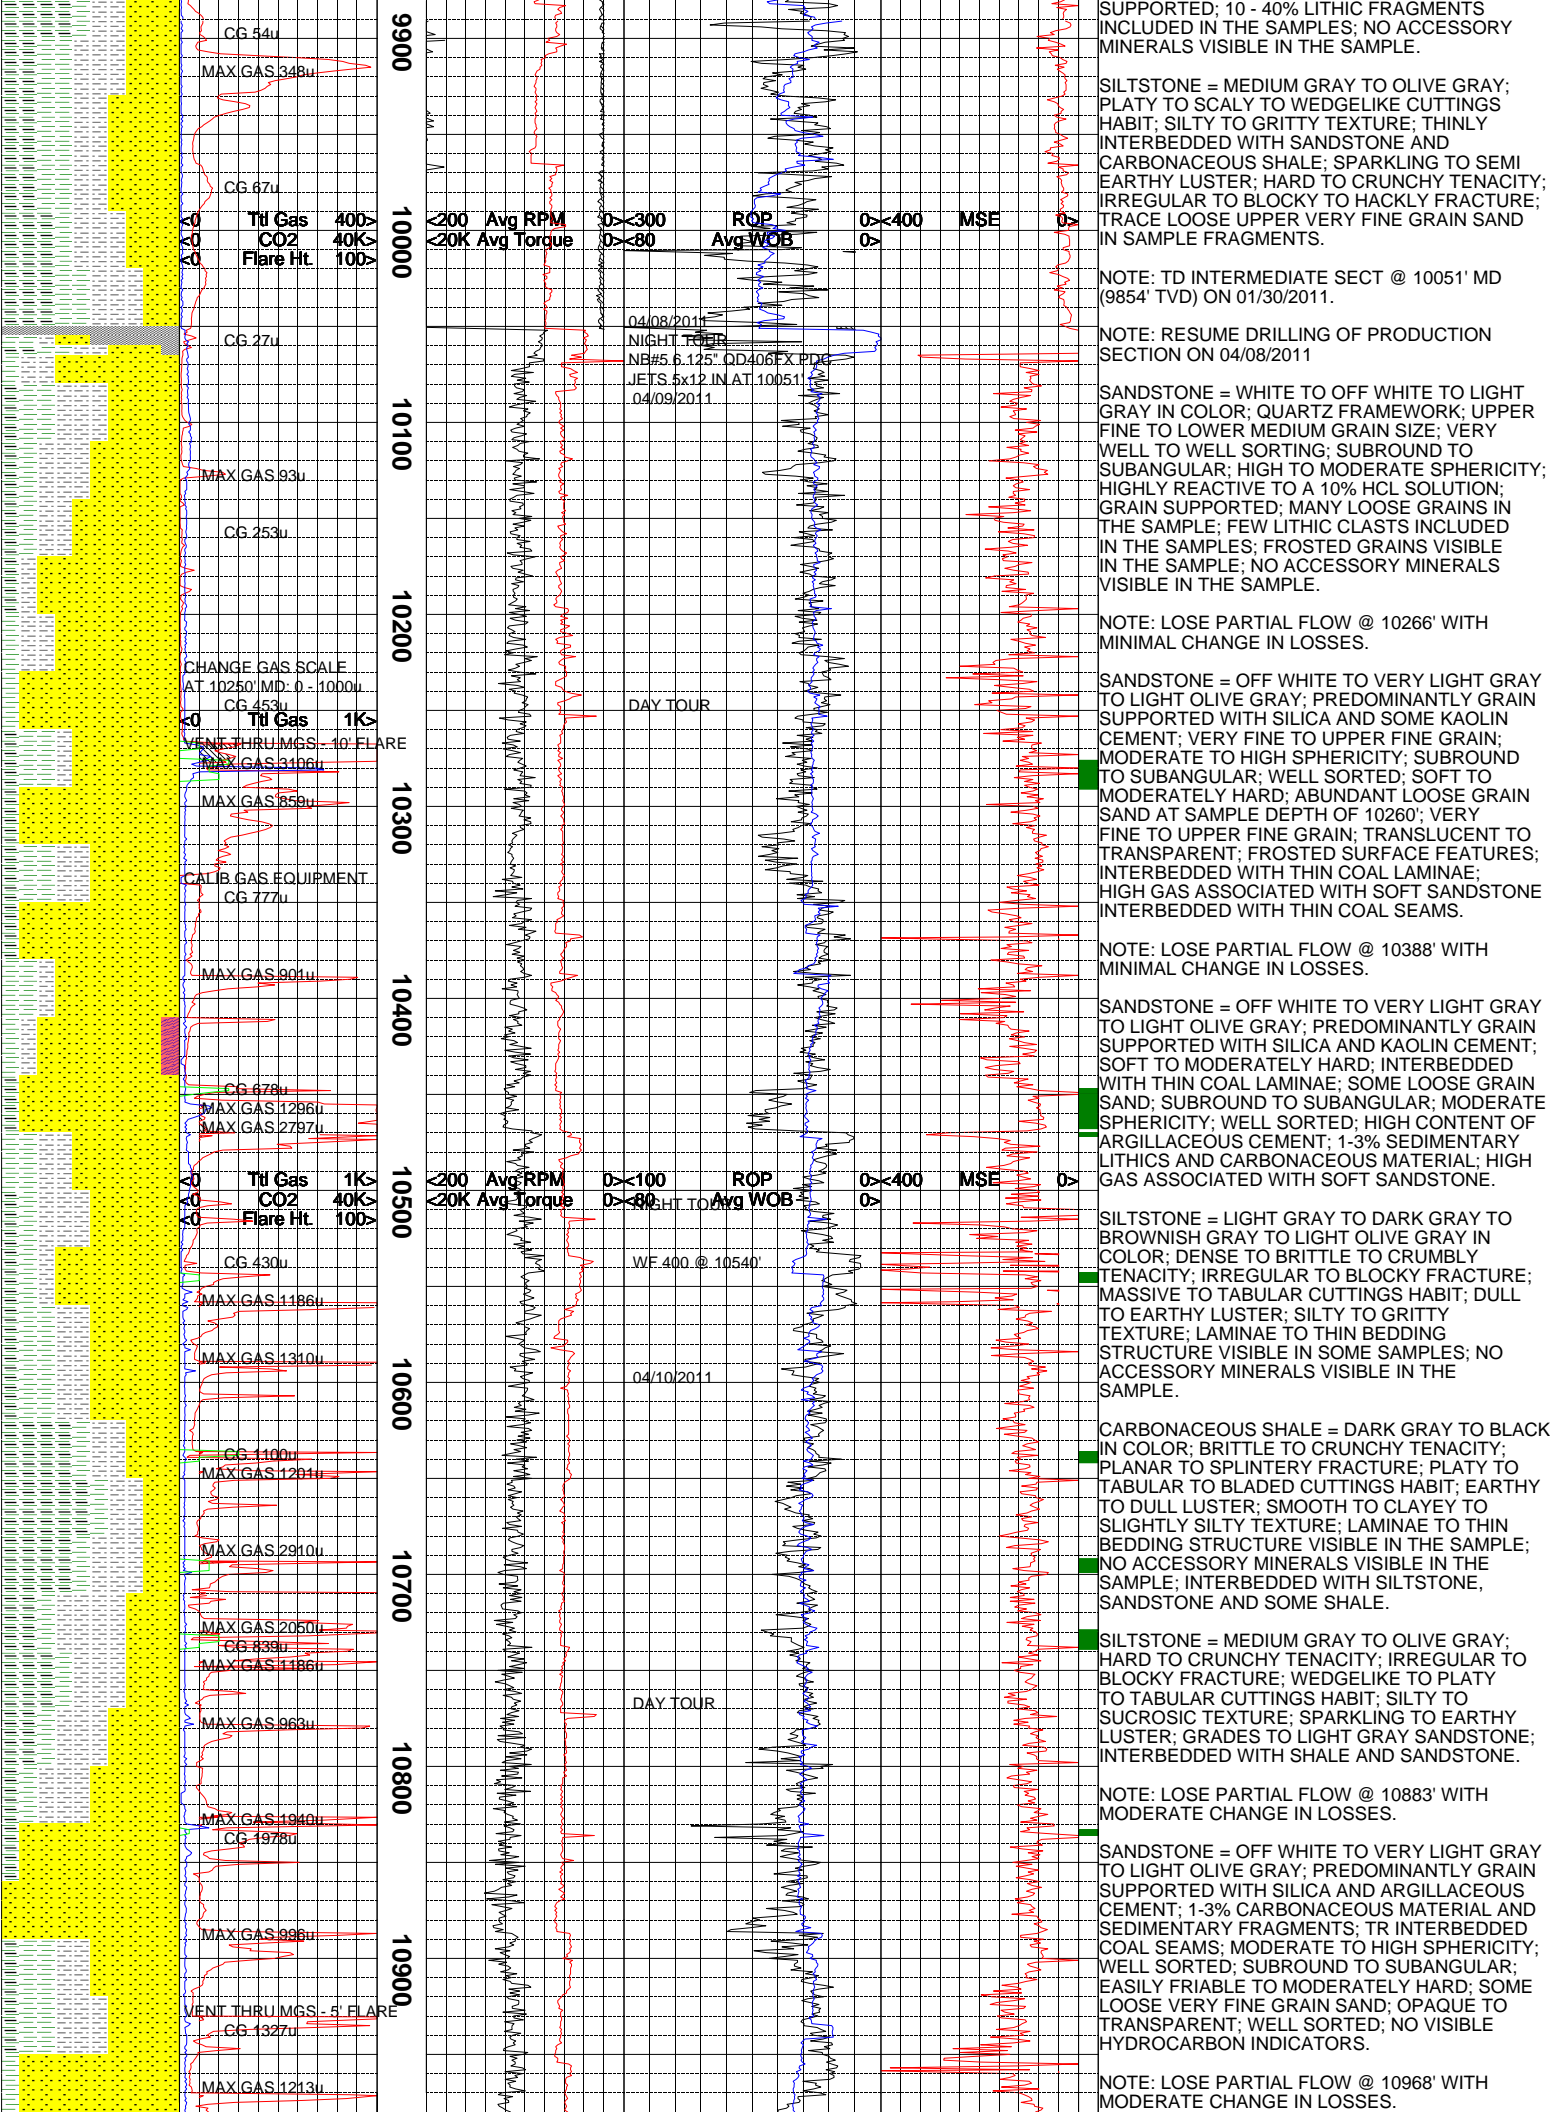 CG 54u
MAX GAS 348u
CG 67u
<0 Ttl Gas 400>
<0 CO2 40K>
<0 Flare Ht. 100>
CG 27u
MAX GAS 93u
CG 253u
CHANGE GAS SCALE
AT 10250' MD: 0 - 1000u
CG 453u
<0 Ttl Gas 1K>
VENT THRU MGS - 10' FLARE
MAX GAS 3106u
MAX GAS 859u
CALIB GAS EQUIPMENT
CG 777u
MAX GAS 901u
CG 678u
MAX GAS 1296u
MAX GAS 2797u
<0 Ttl Gas 1K>
<0 CO2 40K>
<0 Flare Ht. 100>
CG 430u
MAX GAS 1186u
MAX GAS 1310u
CG 1100u
MAX GAS 1201u
MAX GAS 2910u
MAX GAS 2050u
CG 839u
MAX GAS 1186u
MAX GAS 963u
MAX GAS 1940u
CG 1978u
MAX GAS 996u
VENT THRU MGS - 5' FLARE
CG 1327u
MAX GAS 1213u
9900
10000
10100
10200
10300
10400
10500
10600
10700
10800
10900
<200 Avg RPM 0>
<20K Avg Torque 0>
<300 ROP 0>
<80 Avg WOB 0>
<400 MSE 0>
04/08/2011
NIGHT TOUR
NB#5 6.125" QD406FX PDC
JETS 5x12 IN AT 10051'
04/09/2011
DAY TOUR
<200 Avg RPM 0>
<20K Avg Torque 0>
<100 ROP 0>
<80 Avg WOB 0>
<400 MSE 0>
NIGHT TOUR
WF 400 @ 10540'
04/10/2011
DAY TOUR
SUPPORTED; 10 - 40% LITHIC FRAGMENTS
INCLUDED IN THE SAMPLES; NO ACCESSORY
MINERALS VISIBLE IN THE SAMPLE.
SILTSTONE = MEDIUM GRAY TO OLIVE GRAY;
PLATY TO SCALY TO WEDGELIKE CUTTINGS
HABIT; SILTY TO GRITTY TEXTURE; THINLY
INTERBEDDED WITH SANDSTONE AND
CARBONACEOUS SHALE; SPARKLING TO SEMI
EARTHY LUSTER; HARD TO CRUNCHY TENACITY;
IRREGULAR TO BLOCKY TO HACKLY FRACTURE;
TRACE LOOSE UPPER VERY FINE GRAIN SAND
IN SAMPLE FRAGMENTS.
NOTE: TD INTERMEDIATE SECT @ 10051' MD
(9854' TVD) ON 01/30/2011.
NOTE: RESUME DRILLING OF PRODUCTION
SECTION ON 04/08/2011
SANDSTONE = WHITE TO OFF WHITE TO LIGHT
GRAY IN COLOR; QUARTZ FRAMEWORK; UPPER
FINE TO LOWER MEDIUM GRAIN SIZE; VERY
WELL TO WELL SORTING; SUBROUND TO
SUBANGULAR; HIGH TO MODERATE SPHERICITY;
HIGHLY REACTIVE TO A 10% HCL SOLUTION;
GRAIN SUPPORTED; MANY LOOSE GRAINS IN
THE SAMPLE; FEW LITHIC CLASTS INCLUDED
IN THE SAMPLES; FROSTED GRAINS VISIBLE
IN THE SAMPLE; NO ACCESSORY MINERALS
VISIBLE IN THE SAMPLE.
NOTE: LOSE PARTIAL FLOW @ 10266' WITH
MINIMAL CHANGE IN LOSSES.
SANDSTONE = OFF WHITE TO VERY LIGHT GRAY
TO LIGHT OLIVE GRAY; PREDOMINANTLY GRAIN
SUPPORTED WITH SILICA AND SOME KAOLIN
CEMENT; VERY FINE TO UPPER FINE GRAIN;
MODERATE TO HIGH SPHERICITY; SUBROUND
TO SUBANGULAR; WELL SORTED; SOFT TO
MODERATELY HARD; ABUNDANT LOOSE GRAIN
SAND AT SAMPLE DEPTH OF 10260'; VERY
FINE TO UPPER FINE GRAIN; TRANSLUCENT TO
TRANSPARENT; FROSTED SURFACE FEATURES;
INTERBEDDED WITH THIN COAL LAMINAE;
HIGH GAS ASSOCIATED WITH SOFT SANDSTONE
INTERBEDDED WITH THIN COAL SEAMS.
NOTE: LOSE PARTIAL FLOW @ 10388' WITH
MINIMAL CHANGE IN LOSSES.
SANDSTONE = OFF WHITE TO VERY LIGHT GRAY
TO LIGHT OLIVE GRAY; PREDOMINANTLY GRAIN
SUPPORTED WITH SILICA AND KAOLIN CEMENT;
SOFT TO MODERATELY HARD; INTERBEDDED
WITH THIN COAL LAMINAE; SOME LOOSE GRAIN
SAND; SUBROUND TO SUBANGULAR; MODERATE
SPHERICITY; WELL SORTED; HIGH CONTENT OF
ARGILLACEOUS CEMENT; 1-3% SEDIMENTARY
LITHICS AND CARBONACEOUS MATERIAL; HIGH
GAS ASSOCIATED WITH SOFT SANDSTONE.
SILTSTONE = LIGHT GRAY TO DARK GRAY TO
BROWNISH GRAY TO LIGHT OLIVE GRAY IN
COLOR; DENSE TO BRITTLE TO CRUMBLY
TENACITY; IRREGULAR TO BLOCKY FRACTURE;
MASSIVE TO TABULAR CUTTINGS HABIT; DULL
TO EARTHY LUSTER; SILTY TO GRITTY
TEXTURE; LAMINAE TO THIN BEDDING
STRUCTURE VISIBLE IN SOME SAMPLES; NO
ACCESSORY MINERALS VISIBLE IN THE
SAMPLE.
CARBONACEOUS SHALE = DARK GRAY TO BLACK
IN COLOR; BRITTLE TO CRUNCHY TENACITY;
PLANAR TO SPLINTERY FRACTURE; PLATY TO
TABULAR TO BLADED CUTTINGS HABIT; EARTHY
TO DULL LUSTER; SMOOTH TO CLAYEY TO
SLIGHTLY SILTY TEXTURE; LAMINAE TO THIN
BEDDING STRUCTURE VISIBLE IN THE SAMPLE;
NO ACCESSORY MINERALS VISIBLE IN THE
SAMPLE; INTERBEDDED WITH SILTSTONE,
SANDSTONE AND SOME SHALE.
SILTSTONE = MEDIUM GRAY TO OLIVE GRAY;
HARD TO CRUNCHY TENACITY; IRREGULAR TO
BLOCKY FRACTURE; WEDGELIKE TO PLATY
TO TABULAR CUTTINGS HABIT; SILTY TO
SUCROSIC TEXTURE; SPARKLING TO EARTHY
LUSTER; GRADES TO LIGHT GRAY SANDSTONE;
INTERBEDDED WITH SHALE AND SANDSTONE.
NOTE: LOSE PARTIAL FLOW @ 10883' WITH
MODERATE CHANGE IN LOSSES.
SANDSTONE = OFF WHITE TO VERY LIGHT GRAY
TO LIGHT OLIVE GRAY; PREDOMINANTLY GRAIN
SUPPORTED WITH SILICA AND ARGILLACEOUS
CEMENT; 1-3% CARBONACEOUS MATERIAL AND
SEDIMENTARY FRAGMENTS; TR INTERBEDDED
COAL SEAMS; MODERATE TO HIGH SPHERICITY;
WELL SORTED; SUBROUND TO SUBANGULAR;
EASILY FRIABLE TO MODERATELY HARD; SOME
LOOSE VERY FINE GRAIN SAND; OPAQUE TO
TRANSPARENT; WELL SORTED; NO VISIBLE
HYDROCARBON INDICATORS.
NOTE: LOSE PARTIAL FLOW @ 10968' WITH
MODERATE CHANGE IN LOSSES.